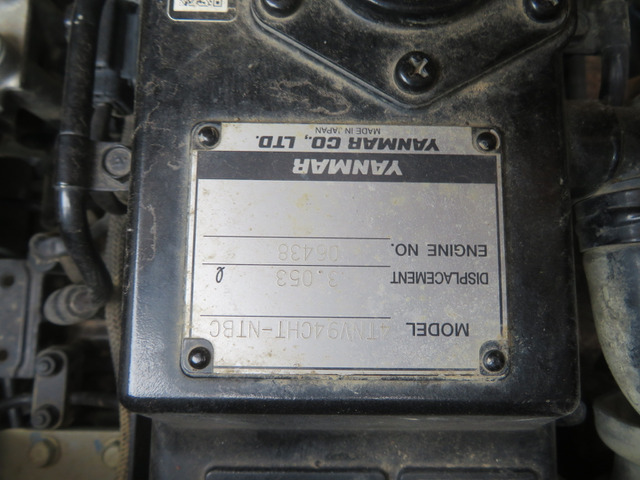 MODEL 4TNV94CHT-NTBC
DISPLACEMENT 3.053 ℓ
ENGINE NO. 06438
YANMAR
YANMAR CO., LTD.
MADE IN JAPAN